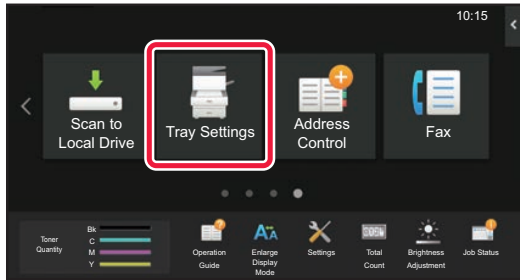 10:15
Scan to
Local Drive
Tray Settings
Address
Control
Fax
Toner
Quantity
Bk
C
M
Y
Operation
Guide
Enlarge
Display
Mode
Settings
Total
Count
Brightness
Adjustment
Job Status